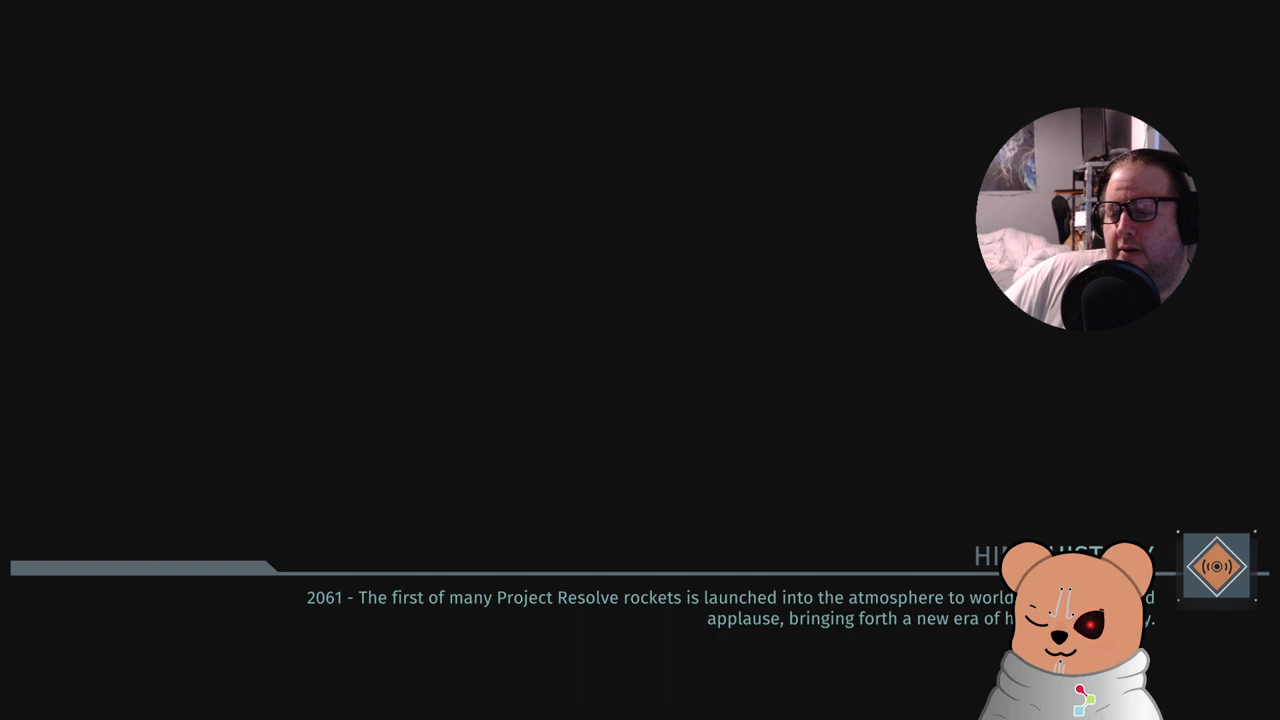 2061 - The first of many Project Resolve rockets is launched into the atmosphere to
applause, bringing forth a new era of